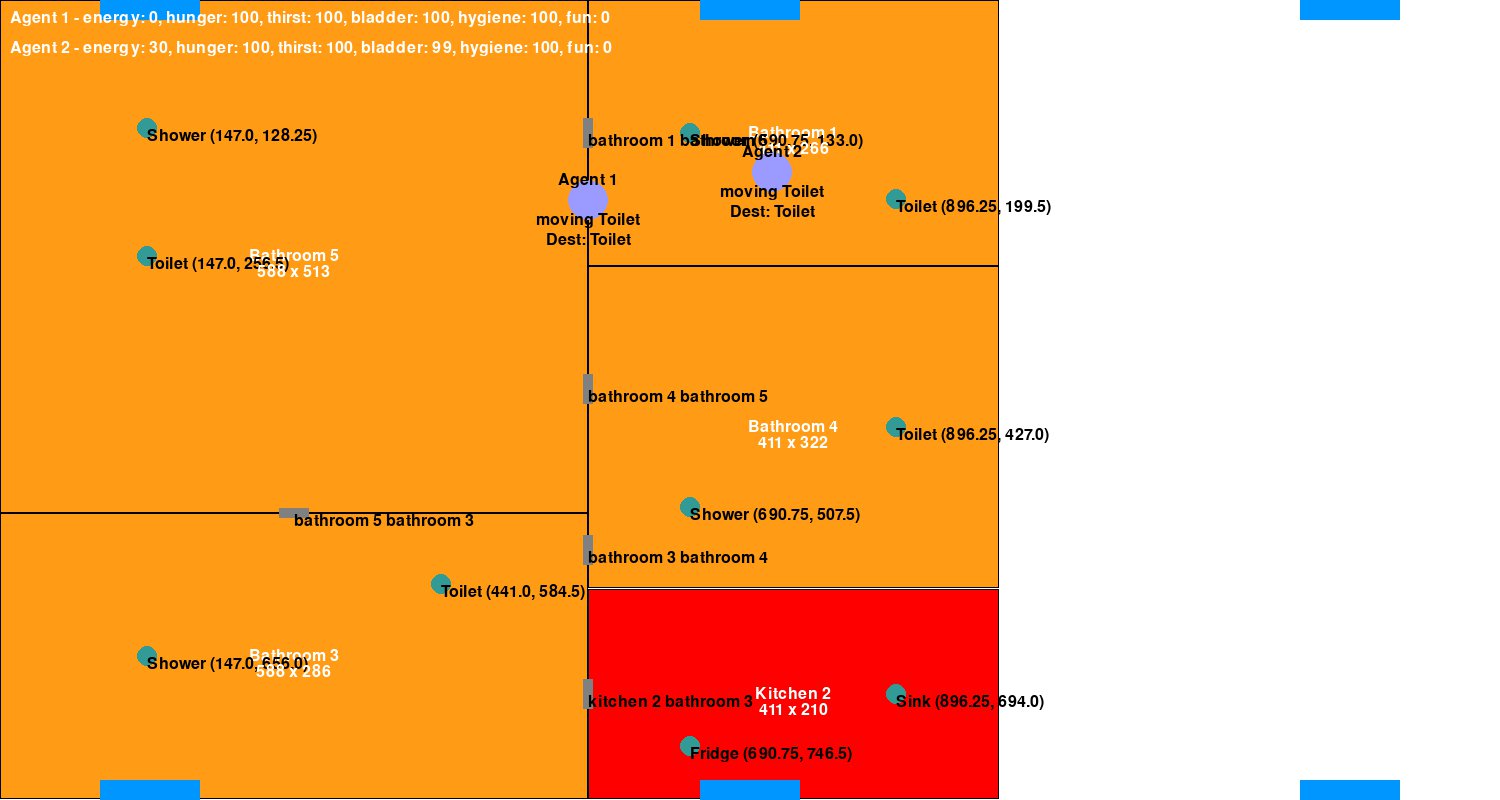 Agent 1 - energy: 0, hunger: 100, thirst: 100, bladder: 100, hygiene: 100, fun: 0
Agent 2 - energy: 30, hunger: 100, thirst: 100, bladder: 99, hygiene: 100, fun: 0
Shower (147.0, 128.25)
bathroom 1 bathroom 5
Shower (690.75, 133.0)
Bathroom 1
x 266
Agent 2
moving Toilet
Dest: Toilet
Agent 1
moving Toilet
Dest: Toilet
Toilet (896.25, 199.5)
Toilet (147.0, 256.5)
Bathroom 5
588 x 513
bathroom 4 bathroom 5
Bathroom 4
411 x 322
Toilet (896.25, 427.0)
Shower (690.75, 507.5)
bathroom 5 bathroom 3
bathroom 3 bathroom 4
Toilet (441.0, 584.5)
Shower (147.0, 656.0)
Bathroom 3
588 x 286
kitchen 2 bathroom 3
Kitchen 2
411 x 210
Sink (896.25, 694.0)
Fridge (690.75, 746.5)